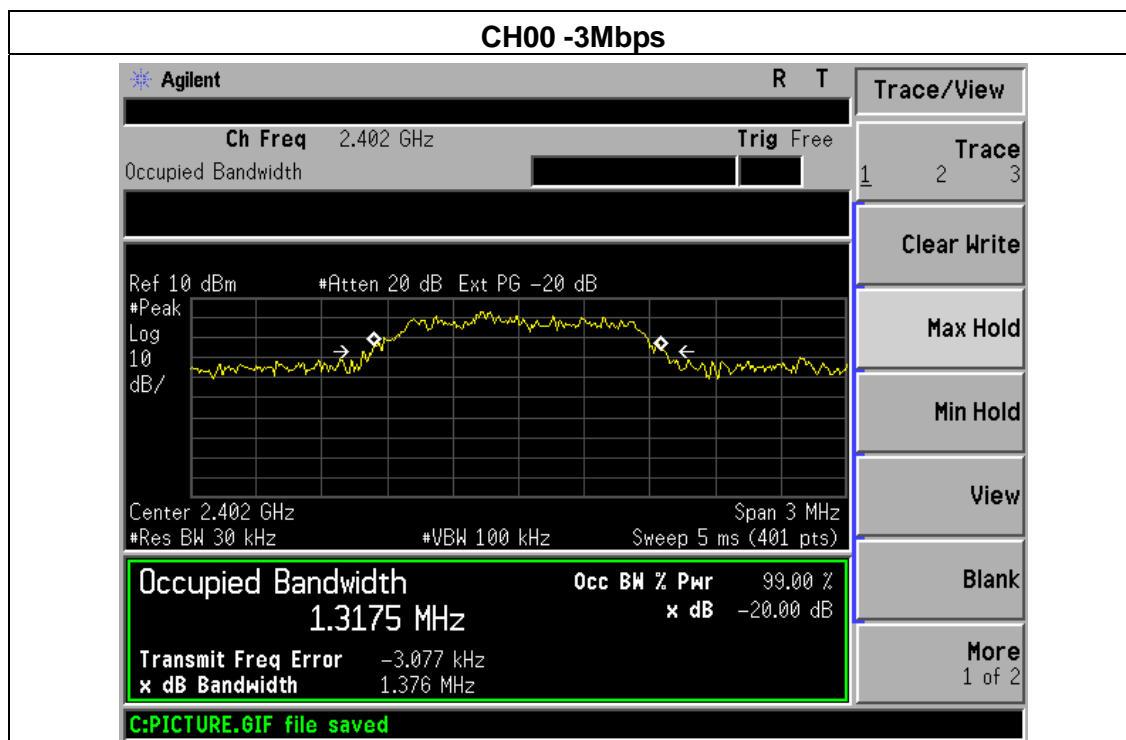 CH00 -3Mbps
Agilent R T
Trace/View
Ch Freq 2.402 GHz Trig Free
Occupied Bandwidth
Trace
1 2 3
Clear Write
Ref 10 dBm #Atten 20 dB Ext PG -20 dB
#Peak
Log
10
dB/
Max Hold
Min Hold
View
Center 2.402 GHz Span 3 MHz
#Res BW 30 kHz #VBW 100 kHz Sweep 5 ms (401 pts)
Occupied Bandwidth Occ BW % Pwr 99.00 %
1.3175 MHz x dB -20.00 dB
Blank
Transmit Freq Error -3.077 kHz
x dB Bandwidth 1.376 MHz
More
1 of 2
C:PICTURE.GIF file saved